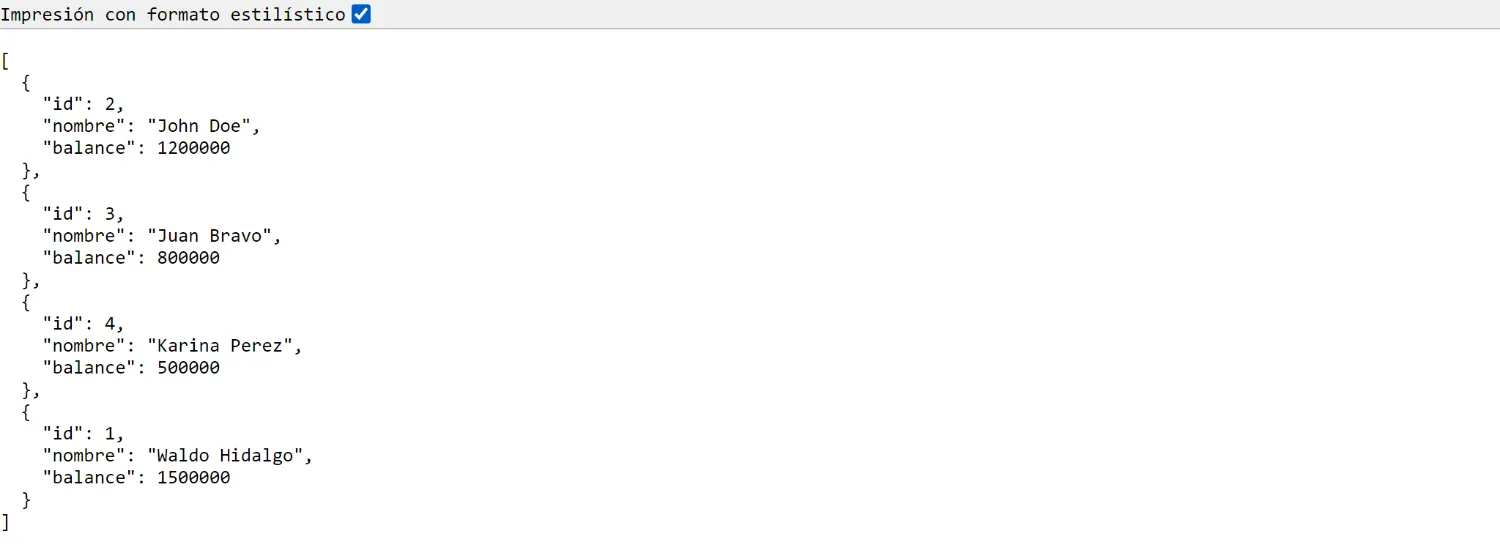 Impresión con formato estilístico
[
  {
    "id": 2,
    "nombre": "John Doe",
    "balance": 1200000
  },
  {
    "id": 3,
    "nombre": "Juan Bravo",
    "balance": 800000
  },
  {
    "id": 4,
    "nombre": "Karina Perez",
    "balance": 500000
  },
  {
    "id": 1,
    "nombre": "Waldo Hidalgo",
    "balance": 1500000
  }
]